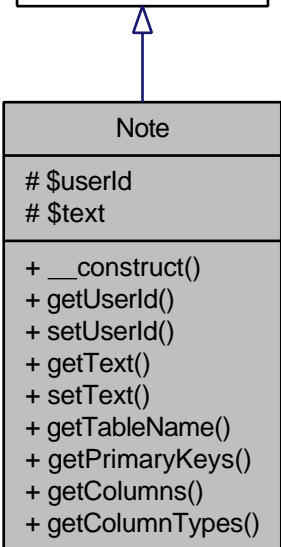 Note
# $userId
# $text
+ __construct()
+ getUserId()
+ setUserId()
+ getText()
+ setText()
+ getTableName()
+ getPrimaryKeys()
+ getColumns()
+ getColumnTypes()